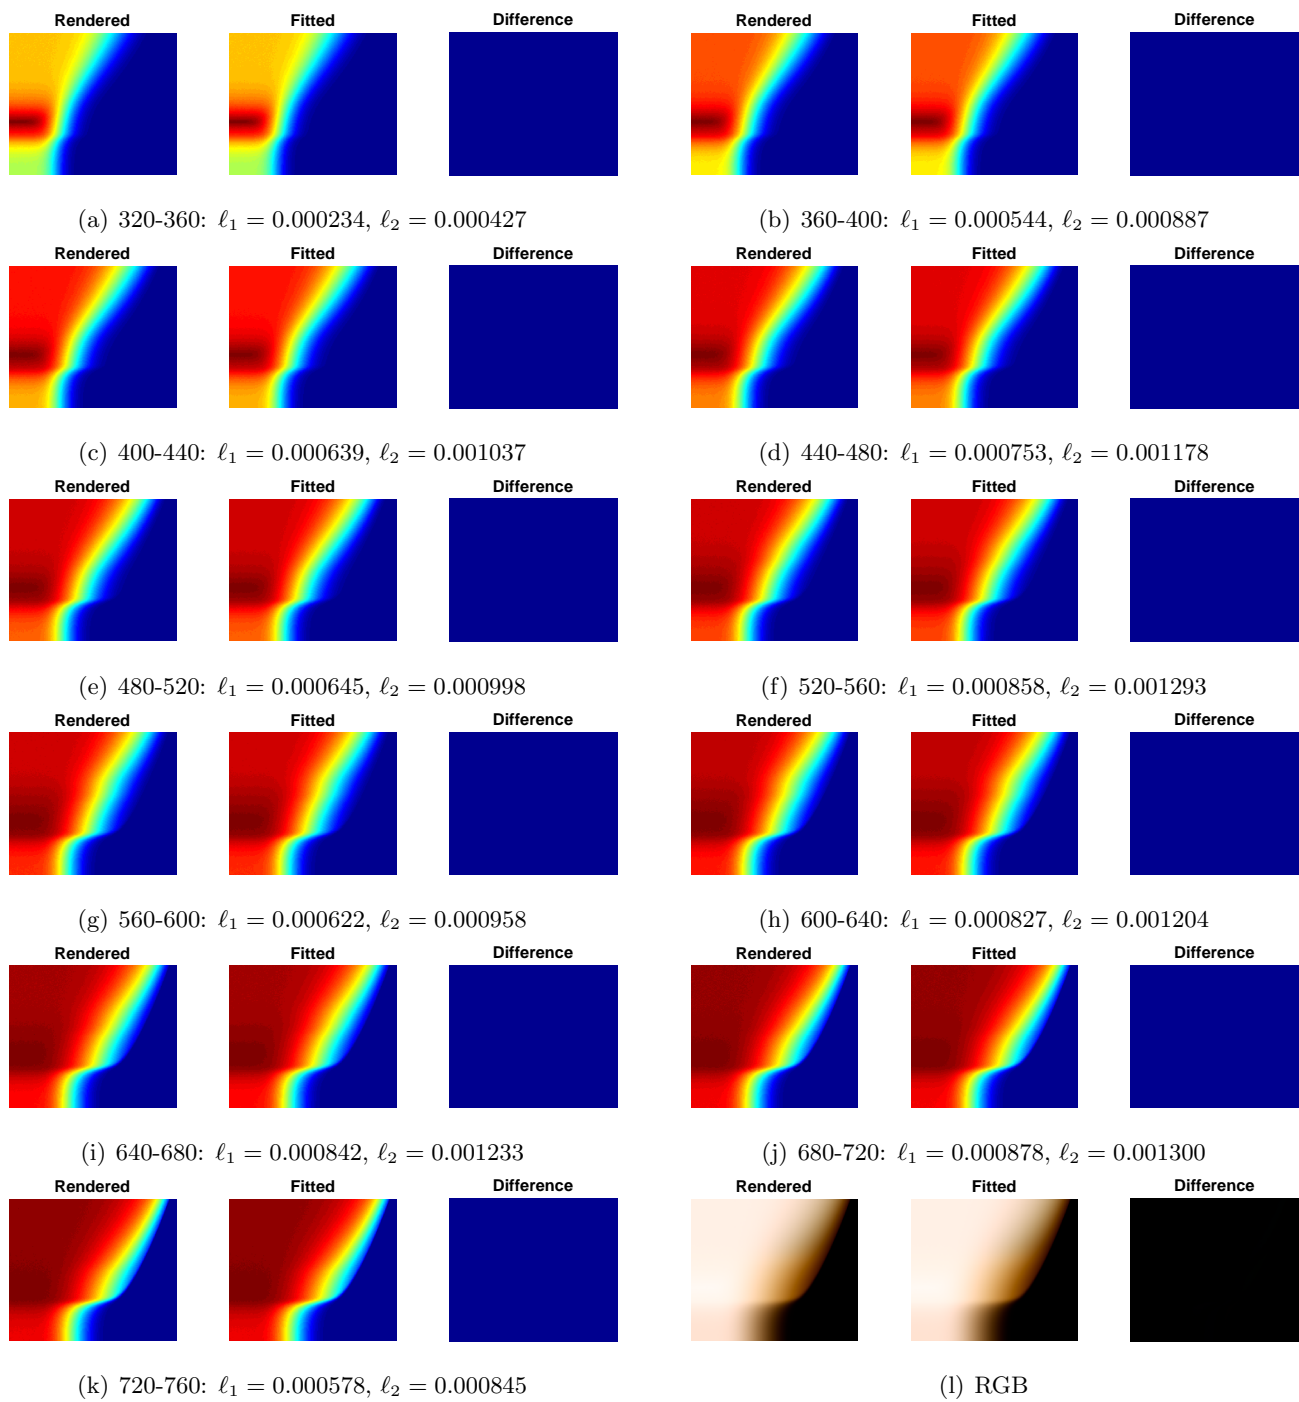 Rendered Fitted Difference Rendered Fitted Difference
(a) 320-360: ℓ₁ = 0.000234, ℓ₂ = 0.000427 (b) 360-400: ℓ₁ = 0.000544, ℓ₂ = 0.000887
Rendered Fitted Difference Rendered Fitted Difference
(c) 400-440: ℓ₁ = 0.000639, ℓ₂ = 0.001037 (d) 440-480: ℓ₁ = 0.000753, ℓ₂ = 0.001178
Rendered Fitted Difference Rendered Fitted Difference
(e) 480-520: ℓ₁ = 0.000645, ℓ₂ = 0.000998 (f) 520-560: ℓ₁ = 0.000858, ℓ₂ = 0.001293
Rendered Fitted Difference Rendered Fitted Difference
(g) 560-600: ℓ₁ = 0.000622, ℓ₂ = 0.000958 (h) 600-640: ℓ₁ = 0.000827, ℓ₂ = 0.001204
Rendered Fitted Difference Rendered Fitted Difference
(i) 640-680: ℓ₁ = 0.000842, ℓ₂ = 0.001233 (j) 680-720: ℓ₁ = 0.000878, ℓ₂ = 0.001300
Rendered Fitted Difference Rendered Fitted Difference
(k) 720-760: ℓ₁ = 0.000578, ℓ₂ = 0.000845 (l) RGB